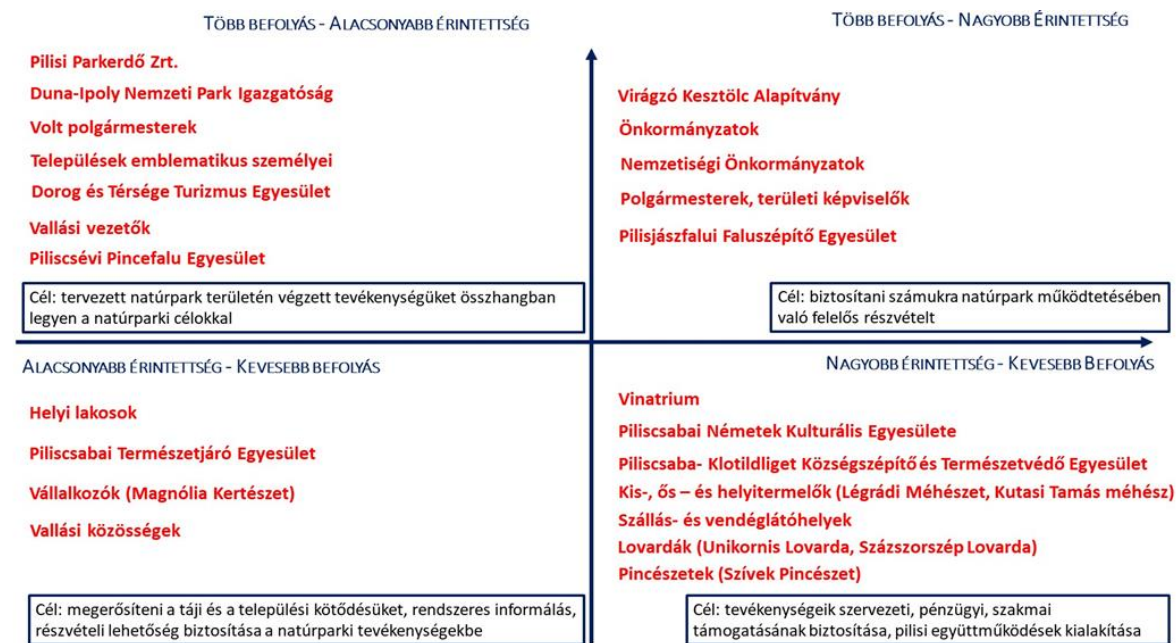 TÖBB BEFOLYÁS - ALACSONYABB ÉRINTETTSÉG
Pilisi Parkerdő Zrt.
Duna-Ipoly Nemzeti Park Igazgatóság
Volt polgármesterek
Települések emblematikus személyei
Dorog és Térsége Turizmus Egyesület
Vallási vezetők
Piliscsévi Pincefalu Egyesület
Cél: tervezett natúrpark területén végzett tevékenységüket összhangban
legyen a natúrparki célokkal
TÖBB BEFOLYÁS - NAGYOBB ÉRINTETTSÉG
Virágzó Kesztölc Alapítvány
Önkormányzatok
Nemzetiségi Önkormányzatok
Polgármesterek, területi képviselők
Pilisjászfalui Faluszépítő Egyesület
Cél: biztosítani számukra natúrpark működtetésében
való felelős részvételt
ALACSONYABB ÉRINTETTSÉG - KEVESEBB BEFOLYÁS
Helyi lakosok
Piliscsabai Természetjáró Egyesület
Vállalkozók (Magnólia Kertészet)
Vallási közösségek
Cél: megerősíteni a táji és a települési kötődésüket, rendszeres informálás,
részvételi lehetőség biztosítása a natúrparki tevékenységekbe
NAGYOBB ÉRINTETTSÉG - KEVESEBB BEFOLYÁS
Vinatrium
Piliscsabai Németek Kulturális Egyesülete
Piliscsaba- Klotildliget Községszépítő és Természetvédő Egyesület
Kis-, ős – és helyitermelők (Légrádi Méhészet, Kutasi Tamás méhész)
Szállás- és vendéglátóhelyek
Lovardák (Unikornis Lovarda, Százszorszép Lovarda)
Pincészetek (Szívek Pincészet)
Cél: tevékenységeik szervezeti, pénzügyi, szakmai
támogatásának biztosítása, pilisi együttműködések kialakítása